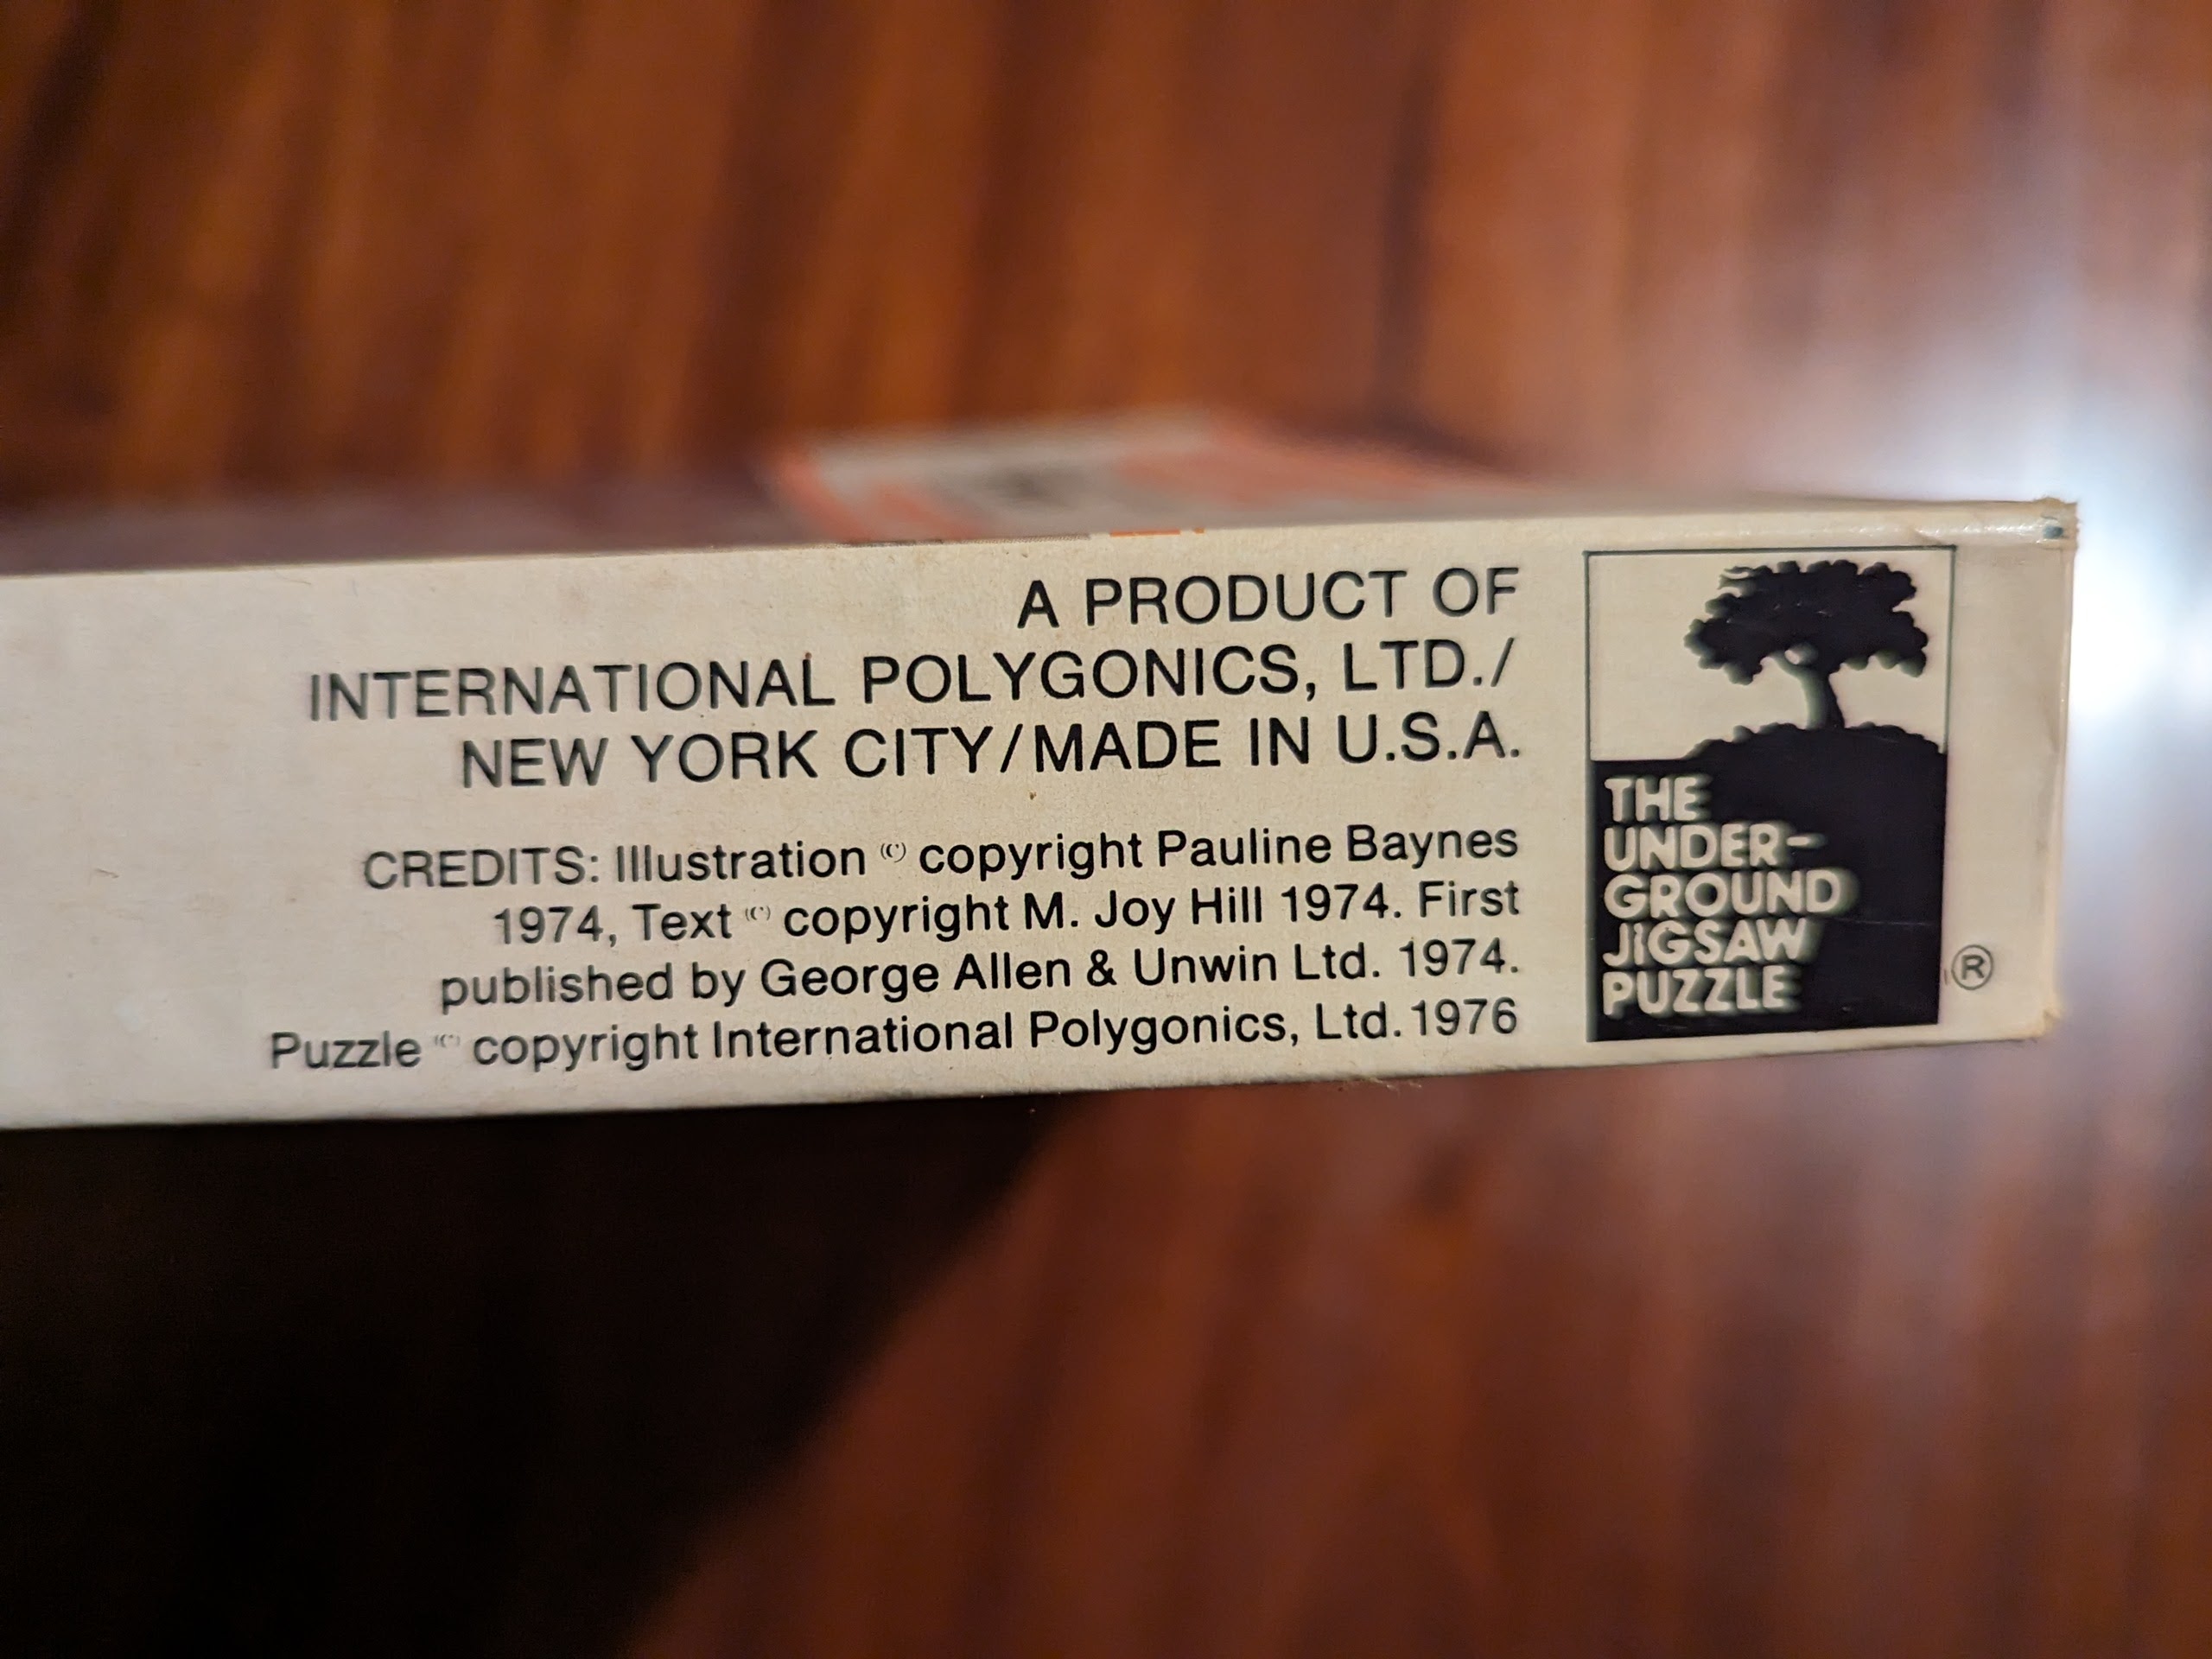 A PRODUCT OF
INTERNATIONAL POLYGONICS, LTD./
NEW YORK CITY/MADE IN U.S.A.
CREDITS: Illustration © copyright Pauline Baynes
1974, Text © copyright M. Joy Hill 1974. First
published by George Allen & Unwin Ltd. 1974.
Puzzle © copyright International Polygonics, Ltd. 1976
THE
UNDER-
GROUND
JiGSAW
PUZZLE
®